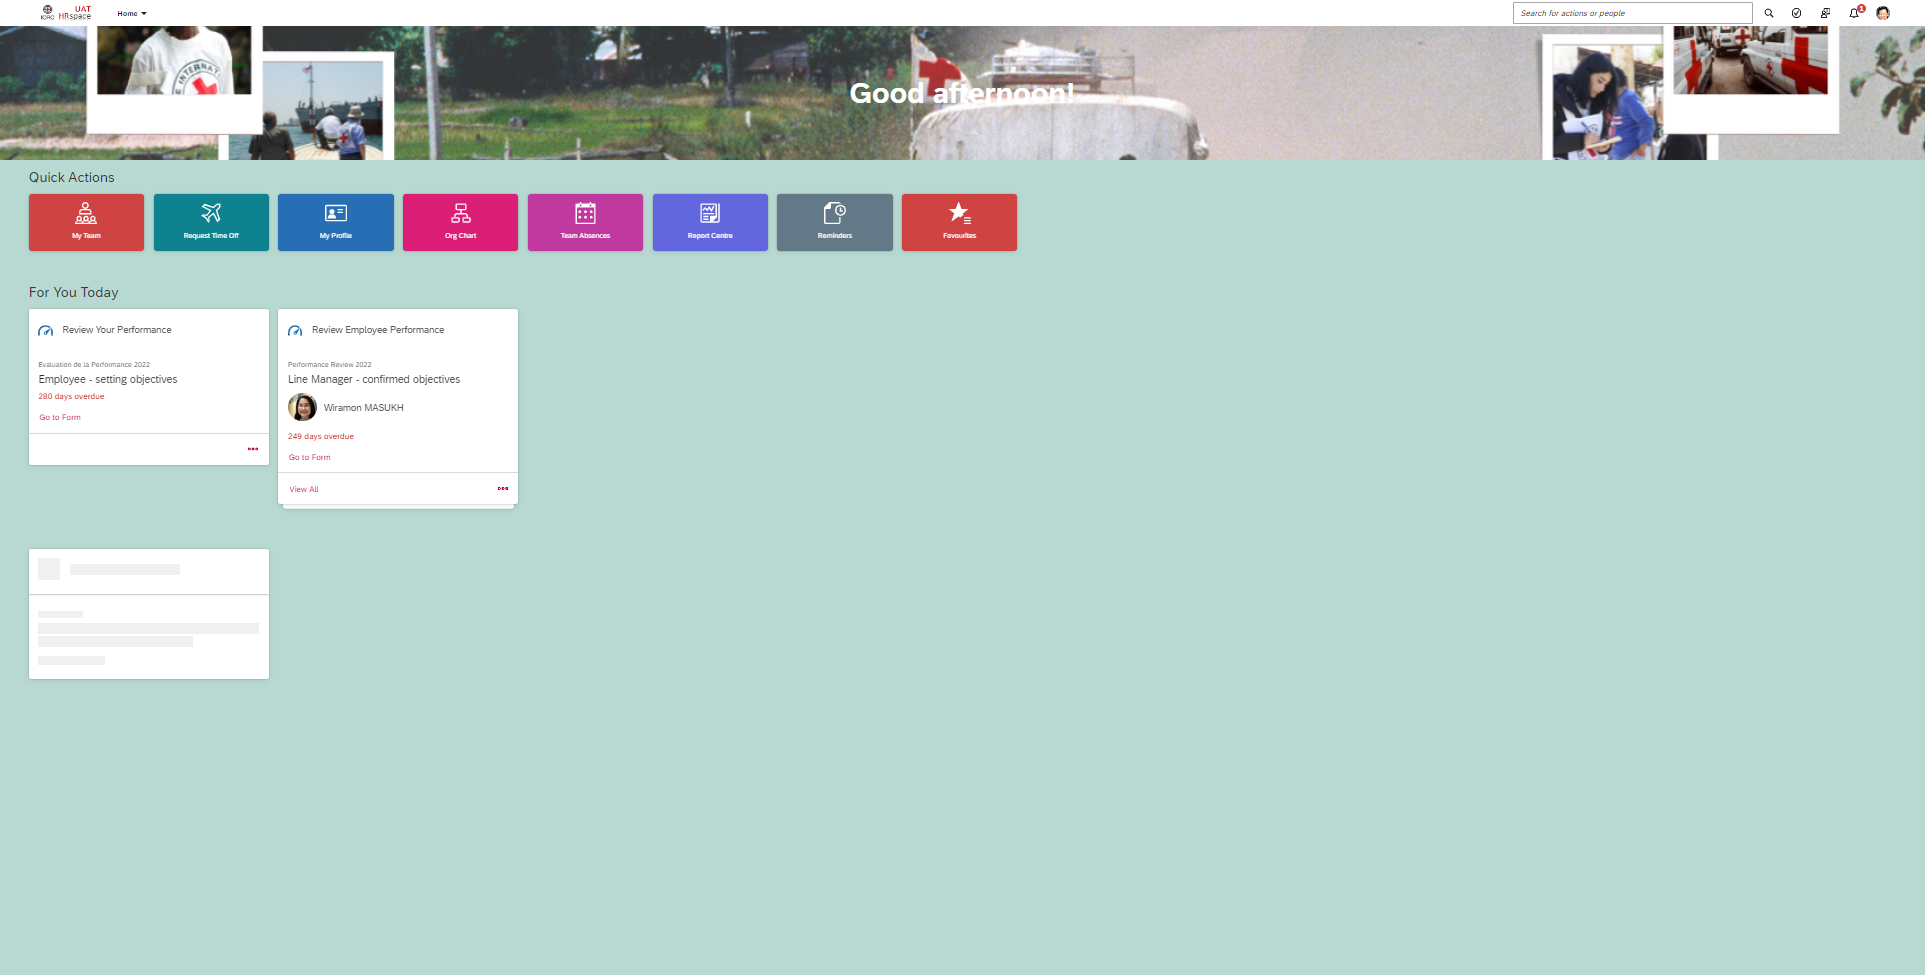 ICRC
UAT
HRspace
Home
Search for actions or people
1
INTERNAT
Good afternoon!
Quick Actions
My Team
Request Time Off
My Profile
Org Chart
Team Absences
Report Centre
Reminders
Favourites
For You Today
Review Your Performance
Evaluation de la Performance 2022
Employee - setting objectives
280 days overdue
Go to Form
Review Employee Performance
Performance Review 2022
Line Manager - confirmed objectives
Wiramon MASUKH
249 days overdue
Go to Form
View All